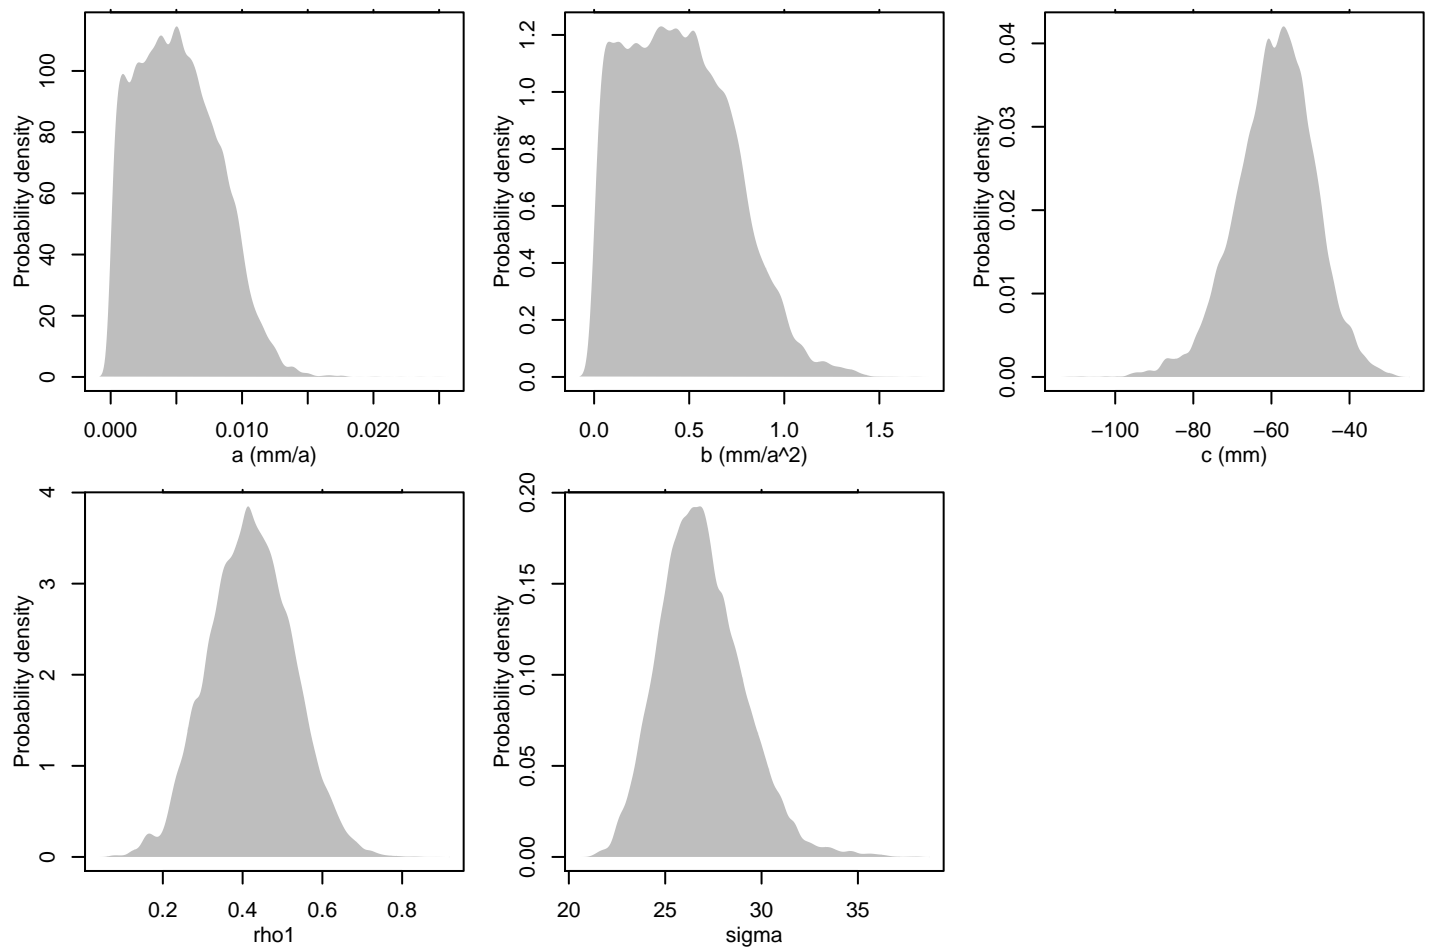 Probability density
0 20 40 60 80 100
0.000 0.010 0.020
a (mm/a)
Probability density
0.0 0.2 0.4 0.6 0.8 1.0 1.2
0.0 0.5 1.0 1.5
b (mm/a^2)
Probability density
0.00 0.01 0.02 0.03 0.04
−100 −80 −60 −40
c (mm)
Probability density
0 1 2 3 4
0.2 0.4 0.6 0.8
rho1
Probability density
0.00 0.05 0.10 0.15 0.20
20 25 30 35
sigma